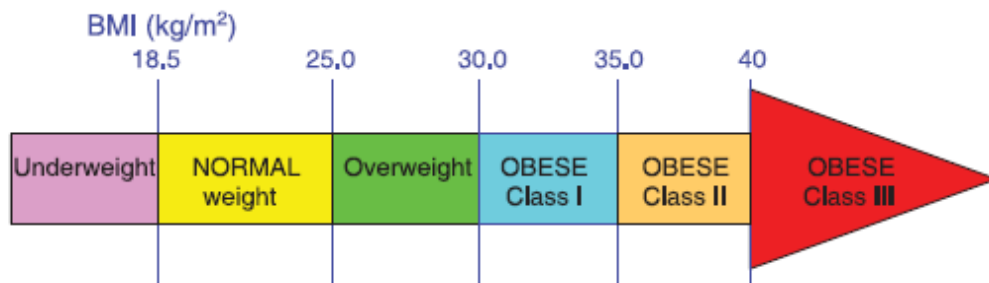 BMI (kg/m²)
18.5 25.0 30.0 35.0 40
Underweight NORMAL weight Overweight OBESE Class I OBESE Class II OBESE Class III